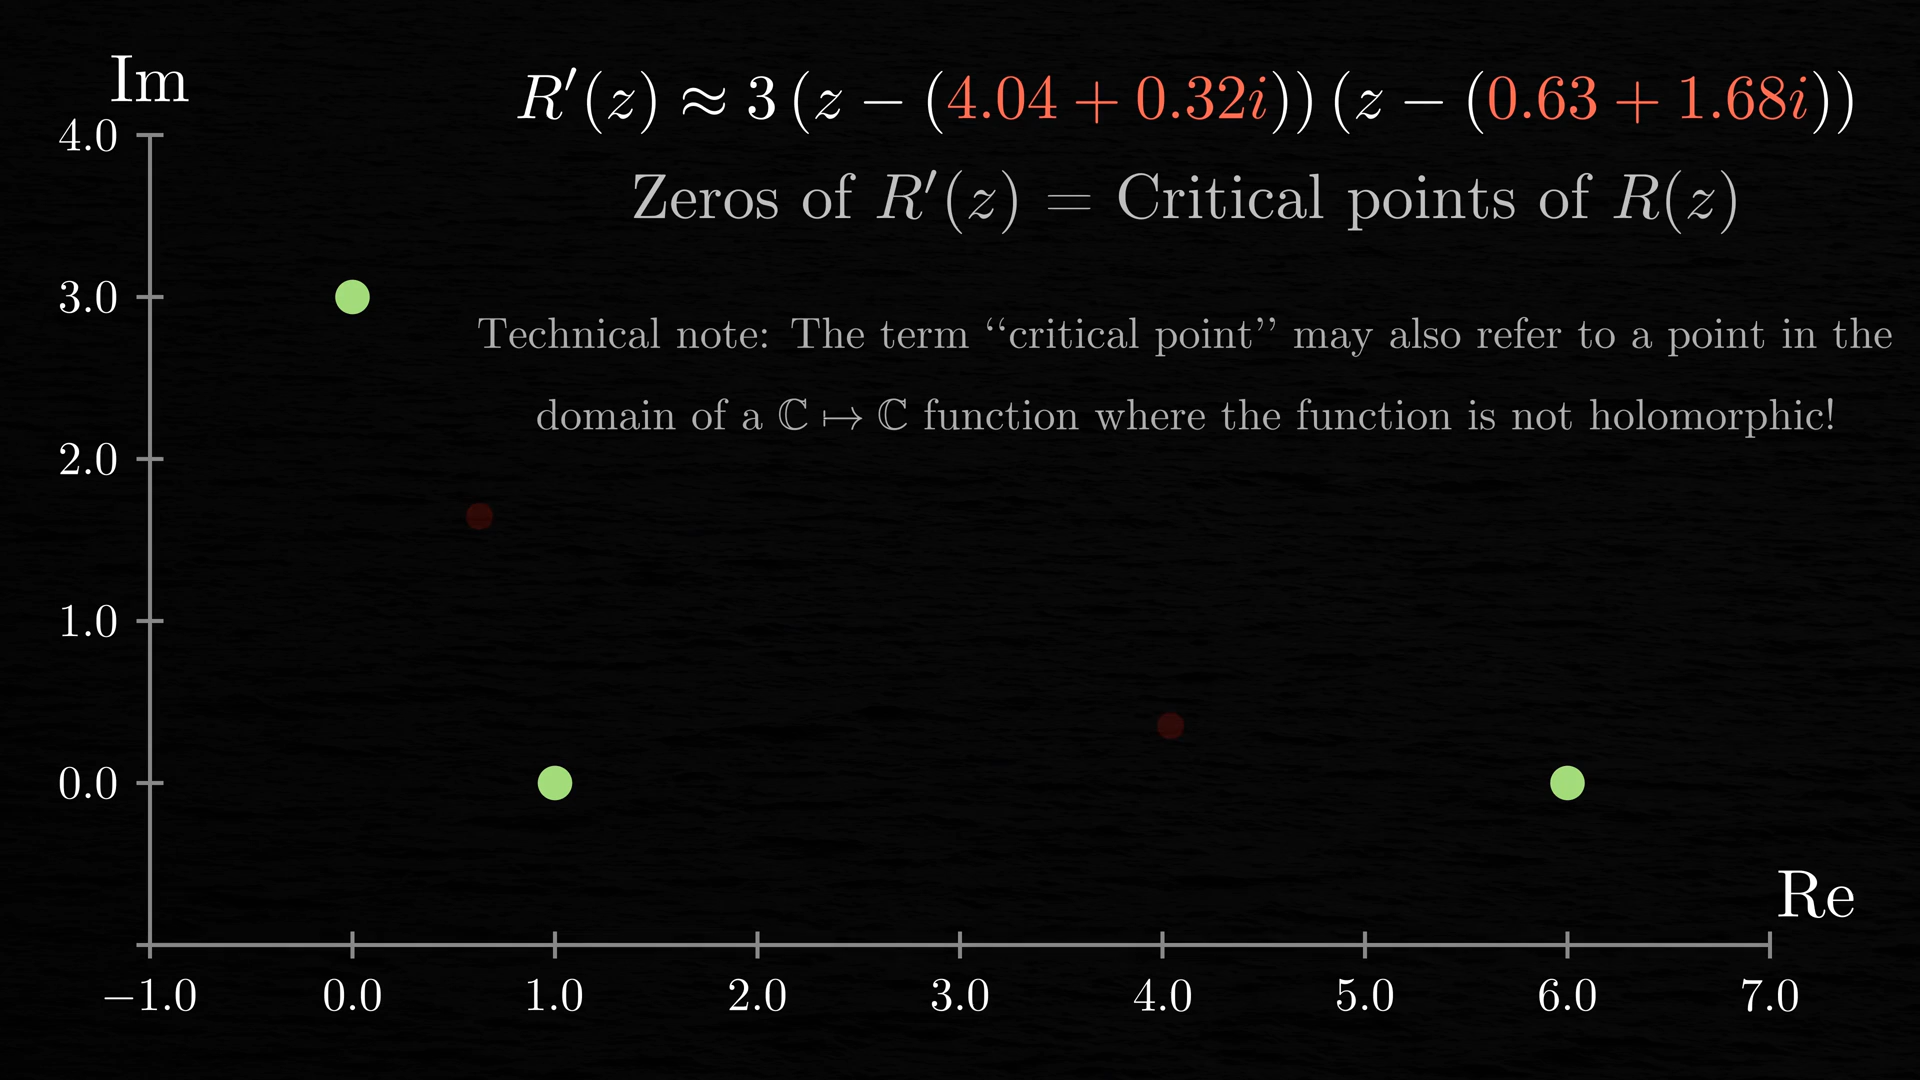 Im
R′(z) ≈ 3 (z − (4.04 + 0.32i)) (z − (0.63 + 1.68i))
4.0
Zeros of R′(z) = Critical points of R(z)
3.0
Technical note: The term “critical point” may also refer to a point in the
domain of a ℂ ↦ ℂ function where the function is not holomorphic!
2.0
1.0
0.0
Re
−1.0 0.0 1.0 2.0 3.0 4.0 5.0 6.0 7.0